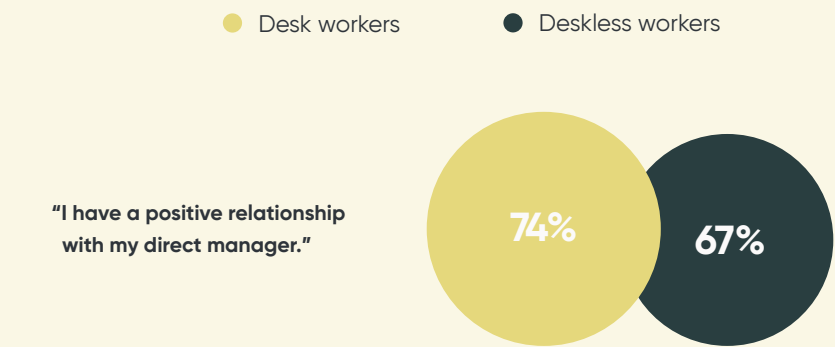 Desk workers
Deskless workers
“I have a positive relationship
with my direct manager.”
74%
67%